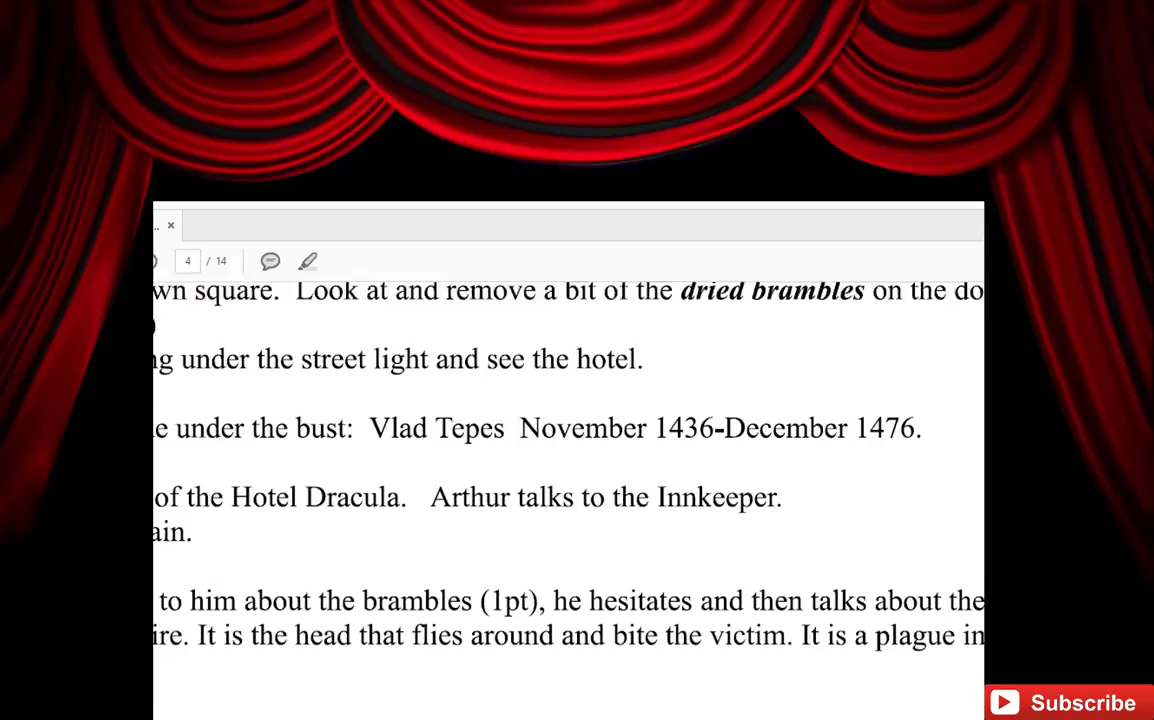 4 / 14
wn square. Look at and remove a bit of the dried brambles on the do
ng under the street light and see the hotel.
e under the bust: Vlad Tepes November 1436-December 1476.
of the Hotel Dracula. Arthur talks to the Innkeeper.
ain.
to him about the brambles (1pt), he hesitates and then talks about the
ire. It is the head that flies around and bite the victim. It is a plague in
Subscribe